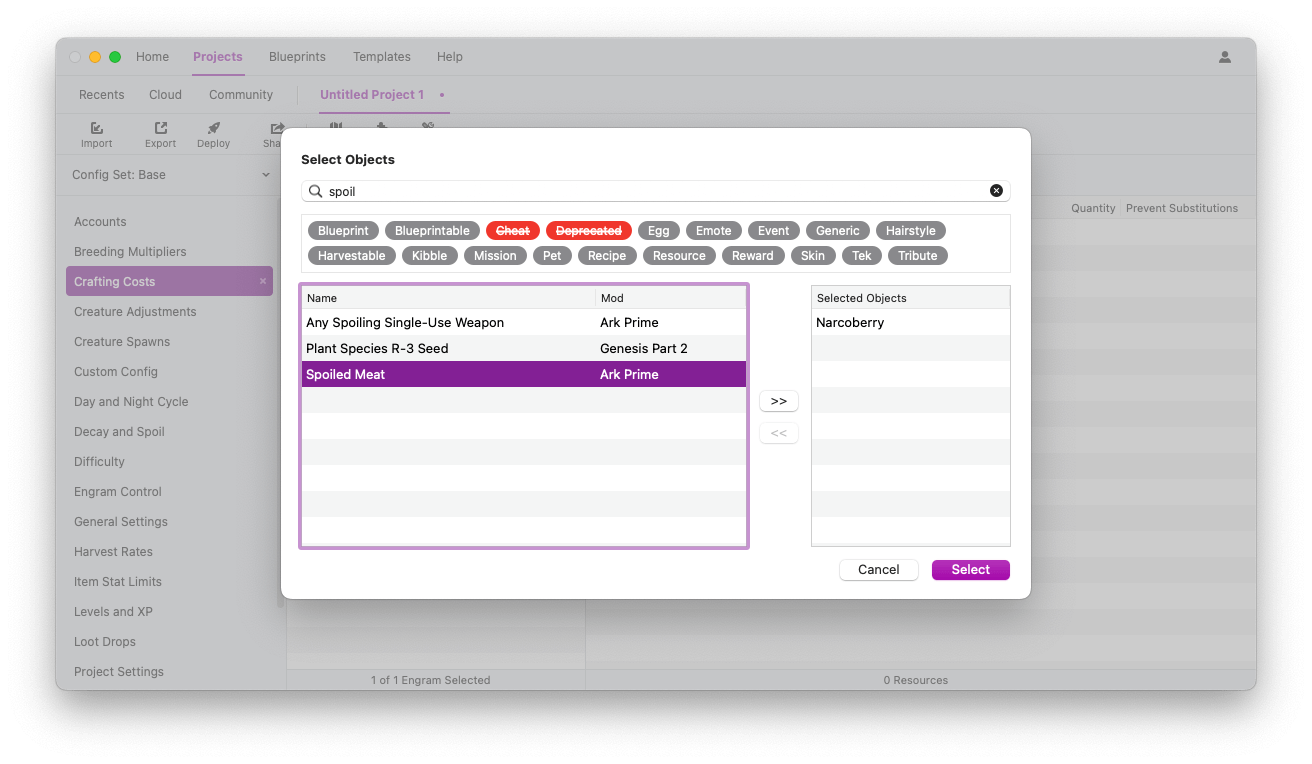 Home Projects Blueprints Templates Help
Recents Cloud Community Untitled Project 1 •
Import Export Deploy
Config Set: Base
Accounts
Breeding Multipliers
Crafting Costs ×
Creature Adjustments
Creature Spawns
Custom Config
Day and Night Cycle
Decay and Spoil
Difficulty
Engram Control
General Settings
Harvest Rates
Item Stat Limits
Levels and XP
Loot Drops
Project Settings
Select Objects
spoil
Blueprint Blueprintable Cheat Deprecated Egg Emote Event Generic Hairstyle
Harvestable Kibble Mission Pet Recipe Resource Reward Skin Tek Tribute
Name Mod
Any Spoiling Single-Use Weapon Ark Prime
Plant Species R-3 Seed Genesis Part 2
Spoiled Meat Ark Prime
>>
<<
Selected Objects
Narcoberry
Cancel Select
Quantity Prevent Substitutions
1 of 1 Engram Selected
0 Resources